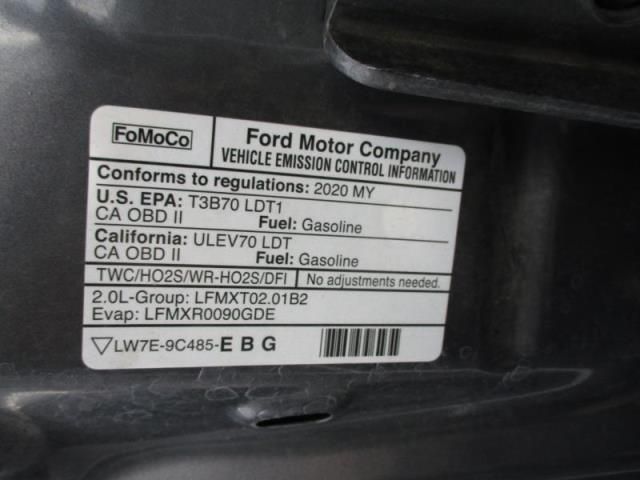 FoMoCo
Ford Motor Company
VEHICLE EMISSION CONTROL INFORMATION
Conforms to regulations: 2020 MY
U.S. EPA: T3B70 LDT1
CA OBD II Fuel: Gasoline
California: ULEV70 LDT
CA OBD II Fuel: Gasoline
TWC/HO2S/WR-HO2S/DFI No adjustments needed.
2.0L-Group: LFMXT02.01B2
Evap: LFMXR0090GDE
LW7E-9C485-E B G